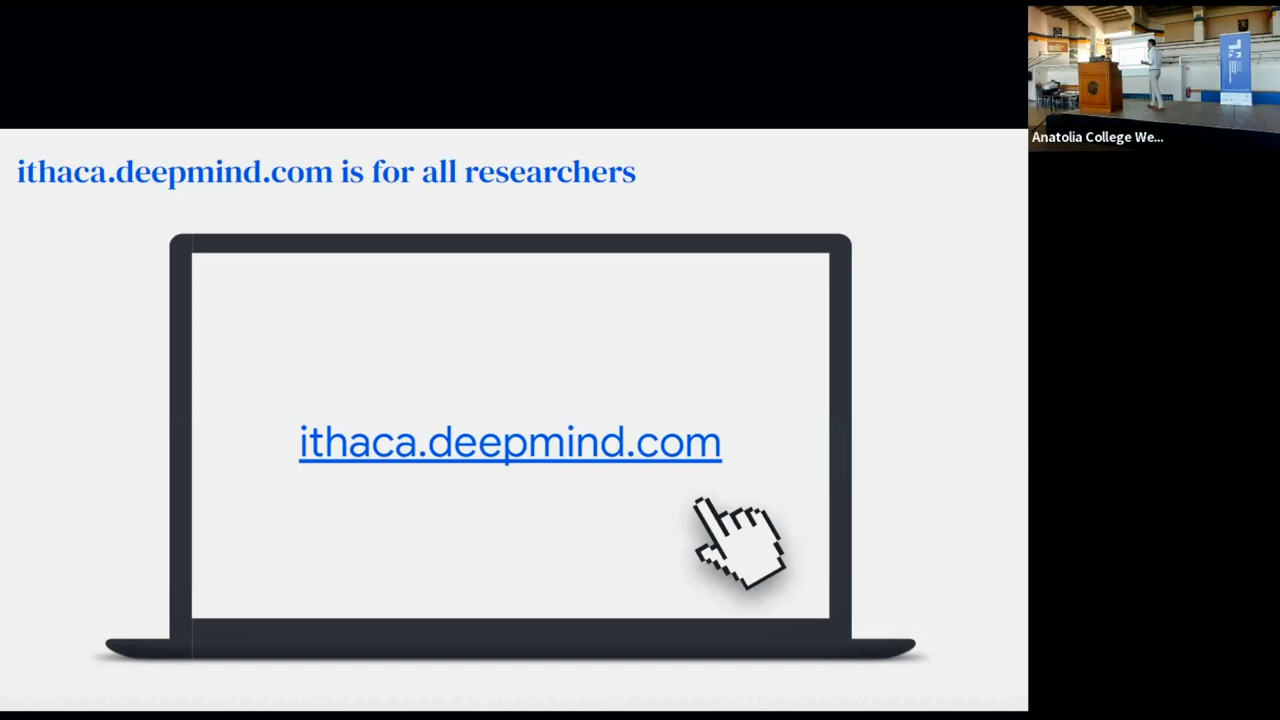 ithaca.deepmind.com is for all researchers
ithaca.deepmind.com
Anatolia College We...